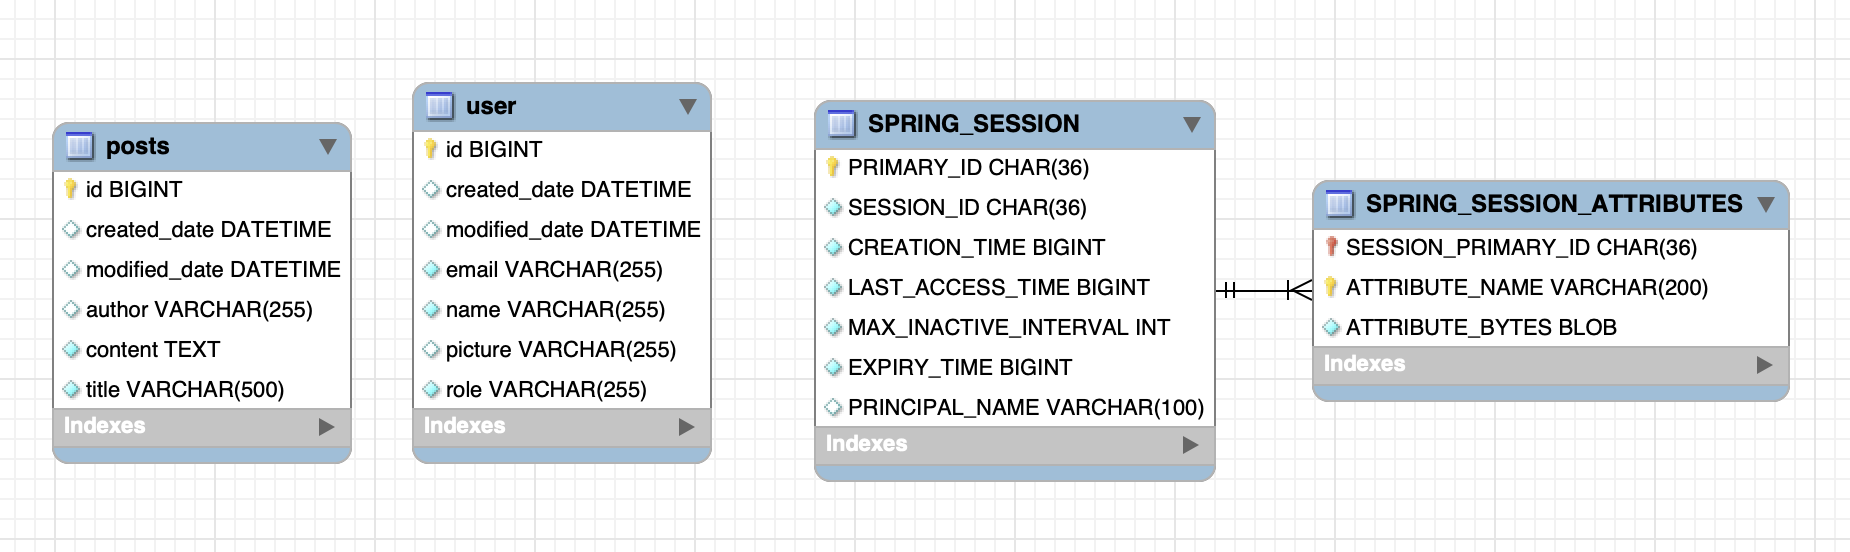 posts
id BIGINT
created_date DATETIME
modified_date DATETIME
author VARCHAR(255)
content TEXT
title VARCHAR(500)
Indexes
user
id BIGINT
created_date DATETIME
modified_date DATETIME
email VARCHAR(255)
name VARCHAR(255)
picture VARCHAR(255)
role VARCHAR(255)
Indexes
SPRING_SESSION
PRIMARY_ID CHAR(36)
SESSION_ID CHAR(36)
CREATION_TIME BIGINT
LAST_ACCESS_TIME BIGINT
MAX_INACTIVE_INTERVAL INT
EXPIRY_TIME BIGINT
PRINCIPAL_NAME VARCHAR(100)
Indexes
SPRING_SESSION_ATTRIBUTES
SESSION_PRIMARY_ID CHAR(36)
ATTRIBUTE_NAME VARCHAR(200)
ATTRIBUTE_BYTES BLOB
Indexes